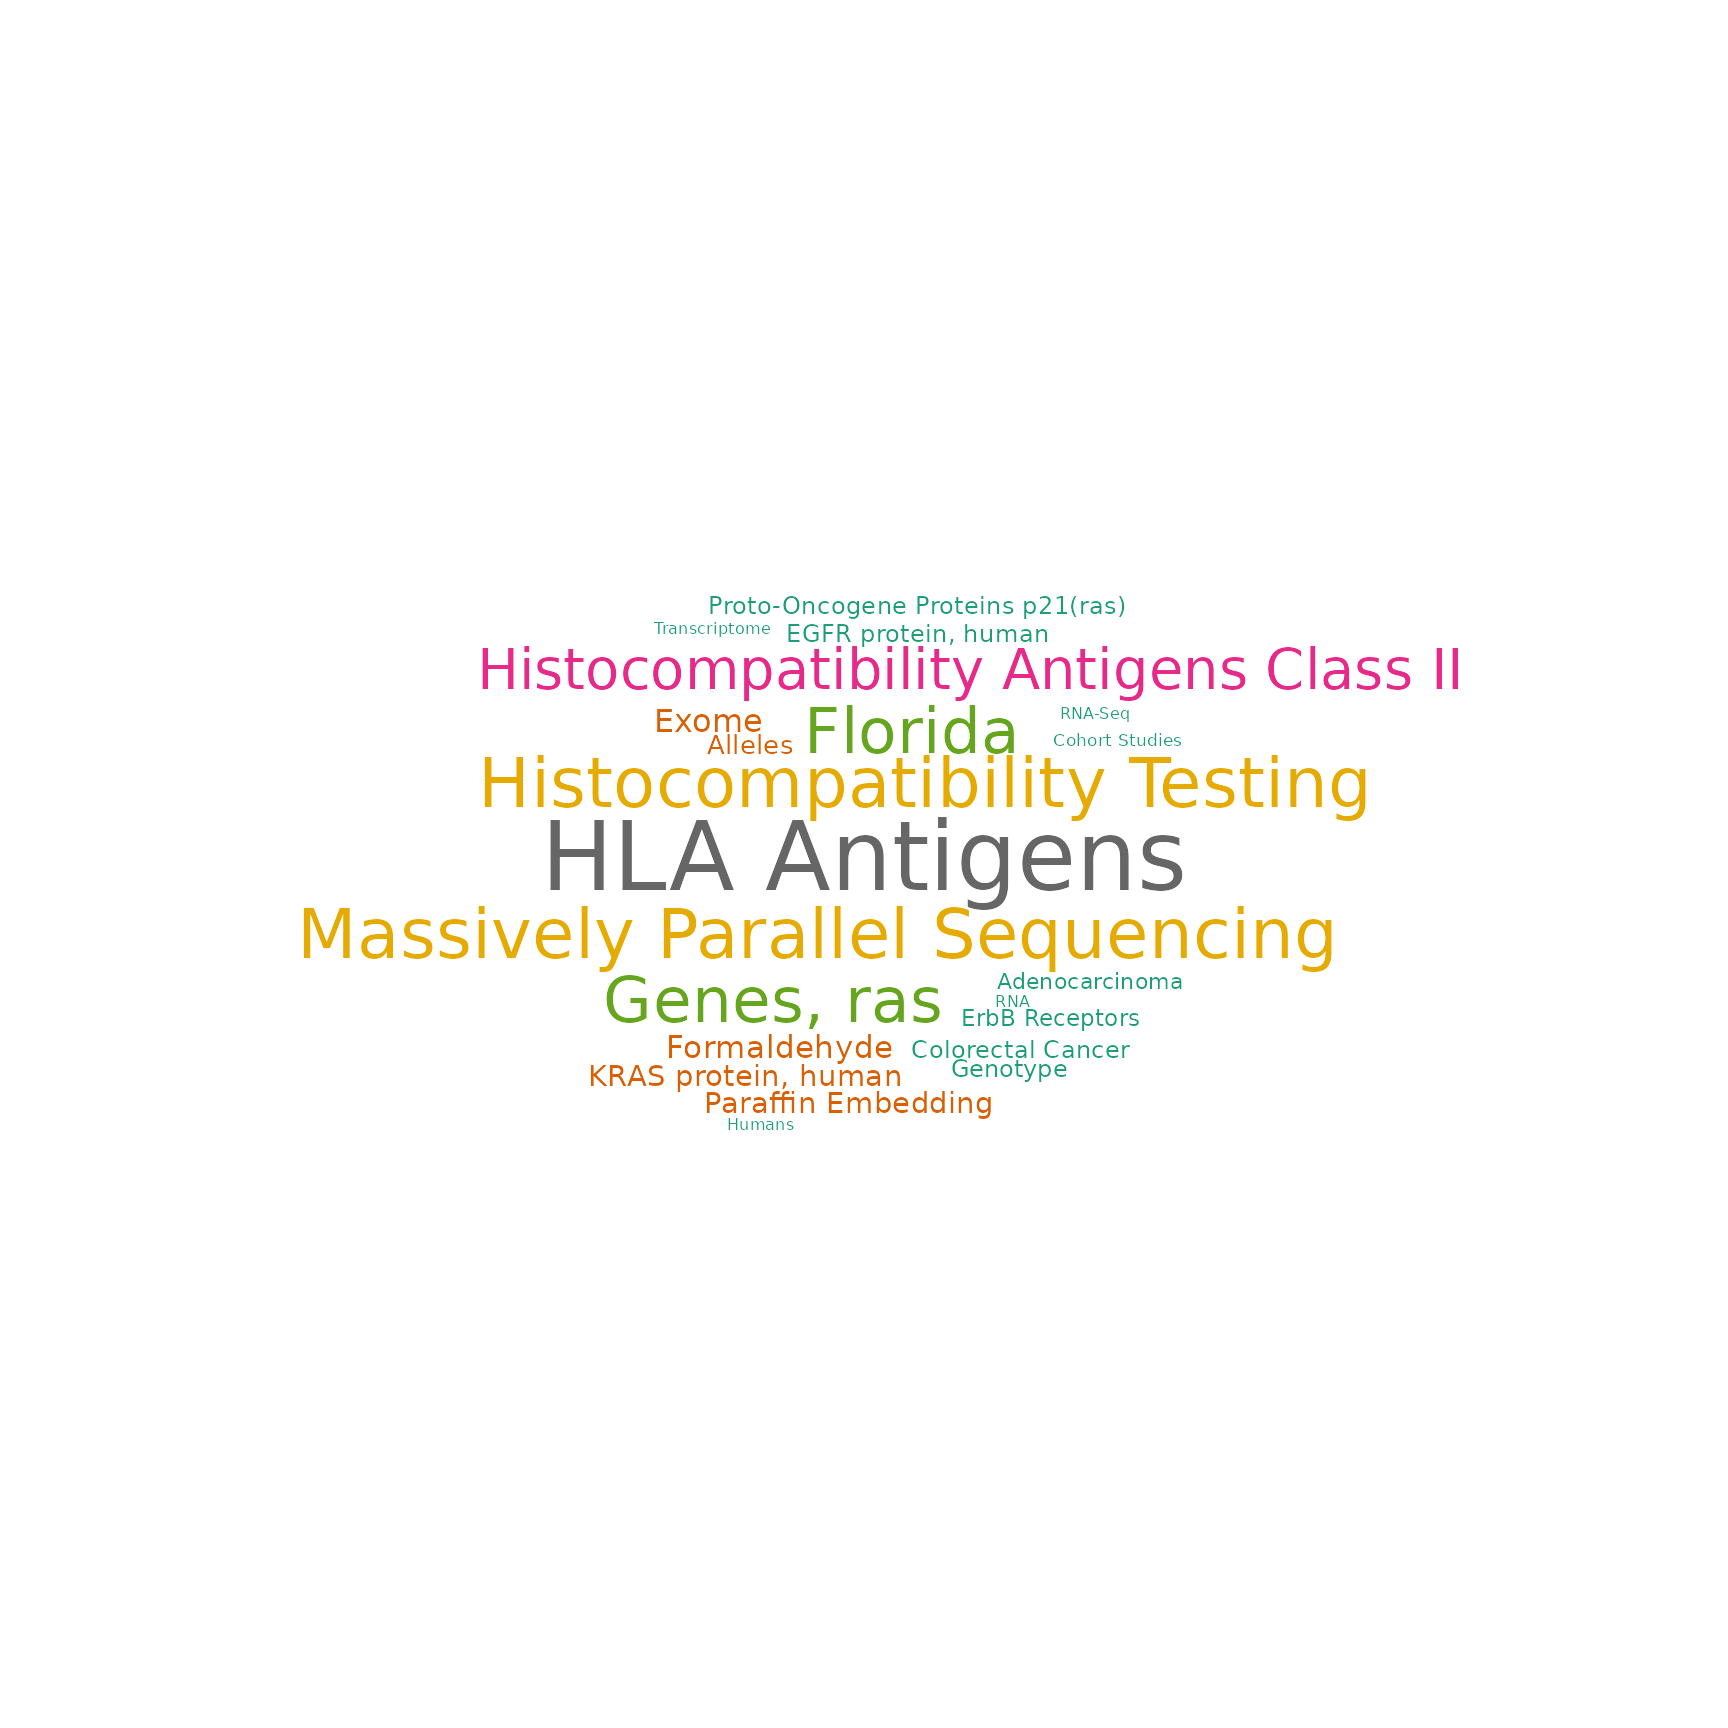 Proto-Oncogene Proteins p21(ras)
Transcriptome EGFR protein, human
Histocompatibility Antigens Class II
Exome Florida RNA-Seq
Alleles Cohort Studies
Histocompatibility Testing
HLA Antigens
Massively Parallel Sequencing
Genes, ras Adenocarcinoma
RNA
ErbB Receptors
Formaldehyde Colorectal Cancer
KRAS protein, human Genotype
Paraffin Embedding
Humans